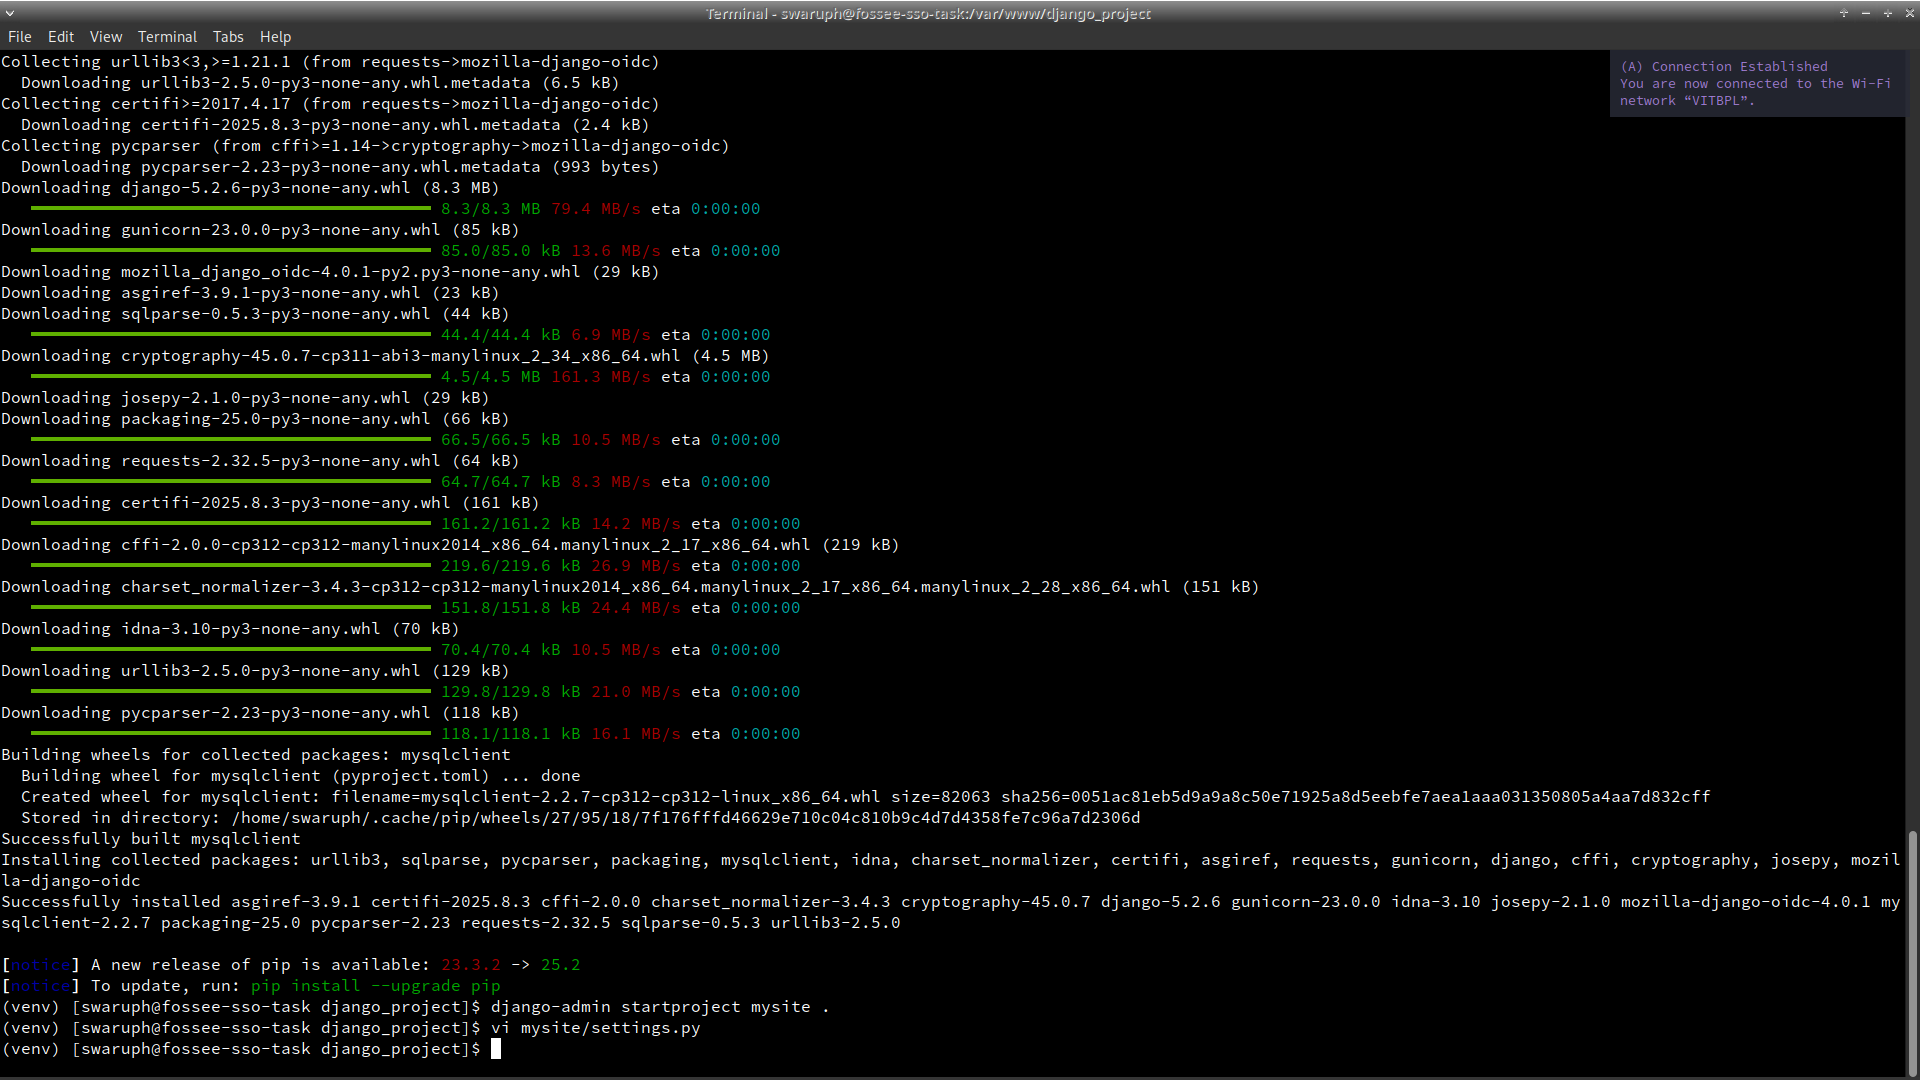 Terminal - swaruph@fossee-sso-task:/var/www/django_project
File Edit View Terminal Tabs Help
Collecting urllib3<3,>=1.21.1 (from requests->mozilla-django-oidc)
  Downloading urllib3-2.5.0-py3-none-any.whl.metadata (6.5 kB)
Collecting certifi>=2017.4.17 (from requests->mozilla-django-oidc)
  Downloading certifi-2025.8.3-py3-none-any.whl.metadata (2.4 kB)
Collecting pycparser (from cffi>=1.14->cryptography->mozilla-django-oidc)
  Downloading pycparser-2.23-py3-none-any.whl.metadata (993 bytes)
(A) Connection Established
You are now connected to the Wi-Fi
network “VITBPL”.
Downloading django-5.2.6-py3-none-any.whl (8.3 MB)
8.3/8.3 MB 79.4 MB/s eta 0:00:00
Downloading gunicorn-23.0.0-py3-none-any.whl (85 kB)
85.0/85.0 kB 13.6 MB/s eta 0:00:00
Downloading mozilla_django_oidc-4.0.1-py2.py3-none-any.whl (29 kB)
Downloading asgiref-3.9.1-py3-none-any.whl (23 kB)
Downloading sqlparse-0.5.3-py3-none-any.whl (44 kB)
44.4/44.4 kB 6.9 MB/s eta 0:00:00
Downloading cryptography-45.0.7-cp311-abi3-manylinux_2_34_x86_64.whl (4.5 MB)
4.5/4.5 MB 161.3 MB/s eta 0:00:00
Downloading josepy-2.1.0-py3-none-any.whl (29 kB)
Downloading packaging-25.0-py3-none-any.whl (66 kB)
66.5/66.5 kB 10.5 MB/s eta 0:00:00
Downloading requests-2.32.5-py3-none-any.whl (64 kB)
64.7/64.7 kB 8.3 MB/s eta 0:00:00
Downloading certifi-2025.8.3-py3-none-any.whl (161 kB)
161.2/161.2 kB 14.2 MB/s eta 0:00:00
Downloading cffi-2.0.0-cp312-cp312-manylinux2014_x86_64.manylinux_2_17_x86_64.whl (219 kB)
219.6/219.6 kB 26.9 MB/s eta 0:00:00
Downloading charset_normalizer-3.4.3-cp312-cp312-manylinux2014_x86_64.manylinux_2_17_x86_64.manylinux_2_28_x86_64.whl (151 kB)
151.8/151.8 kB 24.4 MB/s eta 0:00:00
Downloading idna-3.10-py3-none-any.whl (70 kB)
70.4/70.4 kB 10.5 MB/s eta 0:00:00
Downloading urllib3-2.5.0-py3-none-any.whl (129 kB)
129.8/129.8 kB 21.0 MB/s eta 0:00:00
Downloading pycparser-2.23-py3-none-any.whl (118 kB)
118.1/118.1 kB 16.1 MB/s eta 0:00:00
Building wheels for collected packages: mysqlclient
  Building wheel for mysqlclient (pyproject.toml) ... done
  Created wheel for mysqlclient: filename=mysqlclient-2.2.7-cp312-cp312-linux_x86_64.whl size=82063 sha256=0051ac81eb5d9a9a8c50e71925a8d5eebfe7aea1aaa031350805a4aa7d832cff
  Stored in directory: /home/swaruph/.cache/pip/wheels/27/95/18/7f176fffd46629e710c04c810b9c4d7d4358fe7c96a7d2306d
Successfully built mysqlclient
Installing collected packages: urllib3, sqlparse, pycparser, packaging, mysqlclient, idna, charset_normalizer, certifi, asgiref, requests, gunicorn, django, cffi, cryptography, josepy, mozil
la-django-oidc
Successfully installed asgiref-3.9.1 certifi-2025.8.3 cffi-2.0.0 charset_normalizer-3.4.3 cryptography-45.0.7 django-5.2.6 gunicorn-23.0.0 idna-3.10 josepy-2.1.0 mozilla-django-oidc-4.0.1 my
sqlclient-2.2.7 packaging-25.0 pycparser-2.23 requests-2.32.5 sqlparse-0.5.3 urllib3-2.5.0
[notice] A new release of pip is available: 23.3.2 -> 25.2
[notice] To update, run: pip install --upgrade pip
(venv) [swaruph@fossee-sso-task django_project]$ django-admin startproject mysite .
(venv) [swaruph@fossee-sso-task django_project]$ vi mysite/settings.py
(venv) [swaruph@fossee-sso-task django_project]$